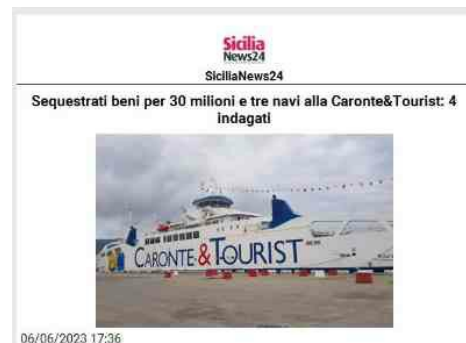 Sicilia
News24
SiciliaNews24
Sequestrati beni per 30 milioni e tre navi alla Caronte&Tourist: 4
indagati
CARONTE & TOURIST
06/06/2023 17:36